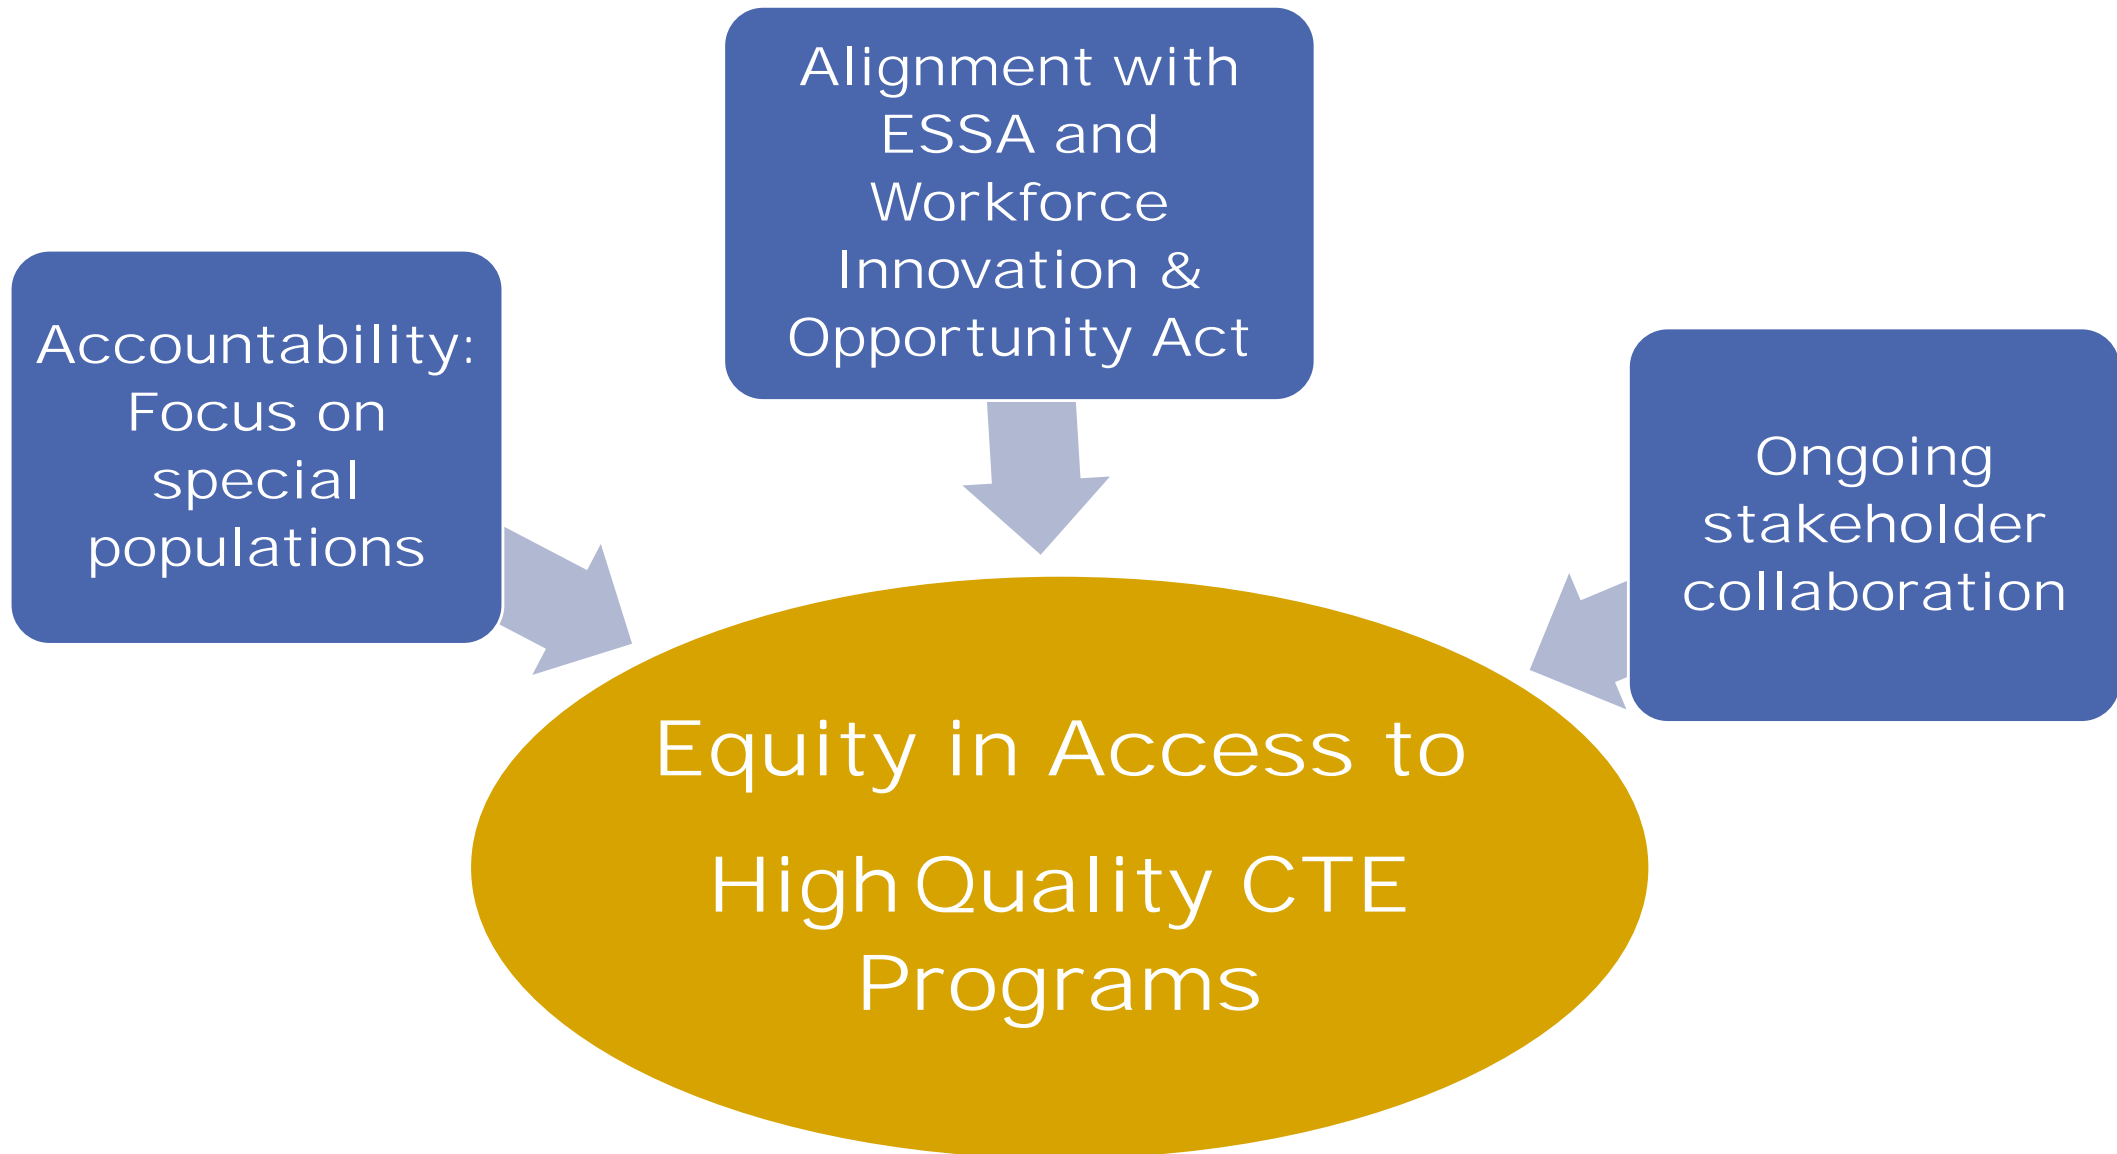 Alignment with
ESSA and
Workforce
Innovation &
Opportunity Act
Accountability:
Focus on
special
populations
Ongoing
stakeholder
collaboration
Equity in Access to
High Quality CTE
Programs